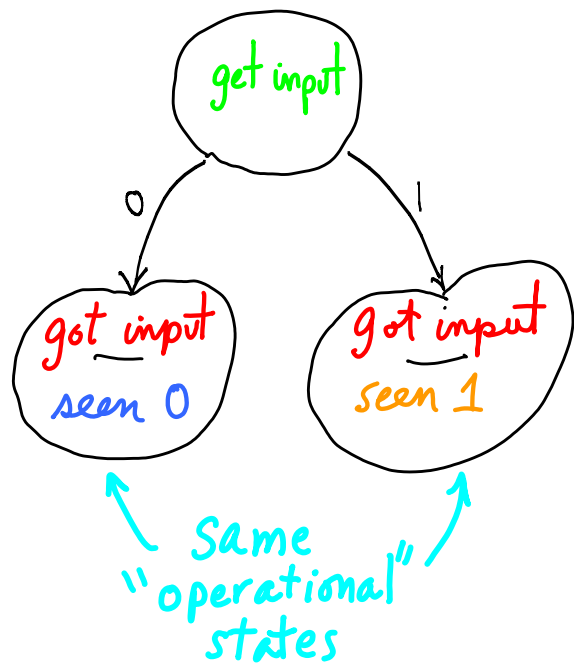 get input
0
1
got input
seen 0
got input
seen 1
same
"operational"
states